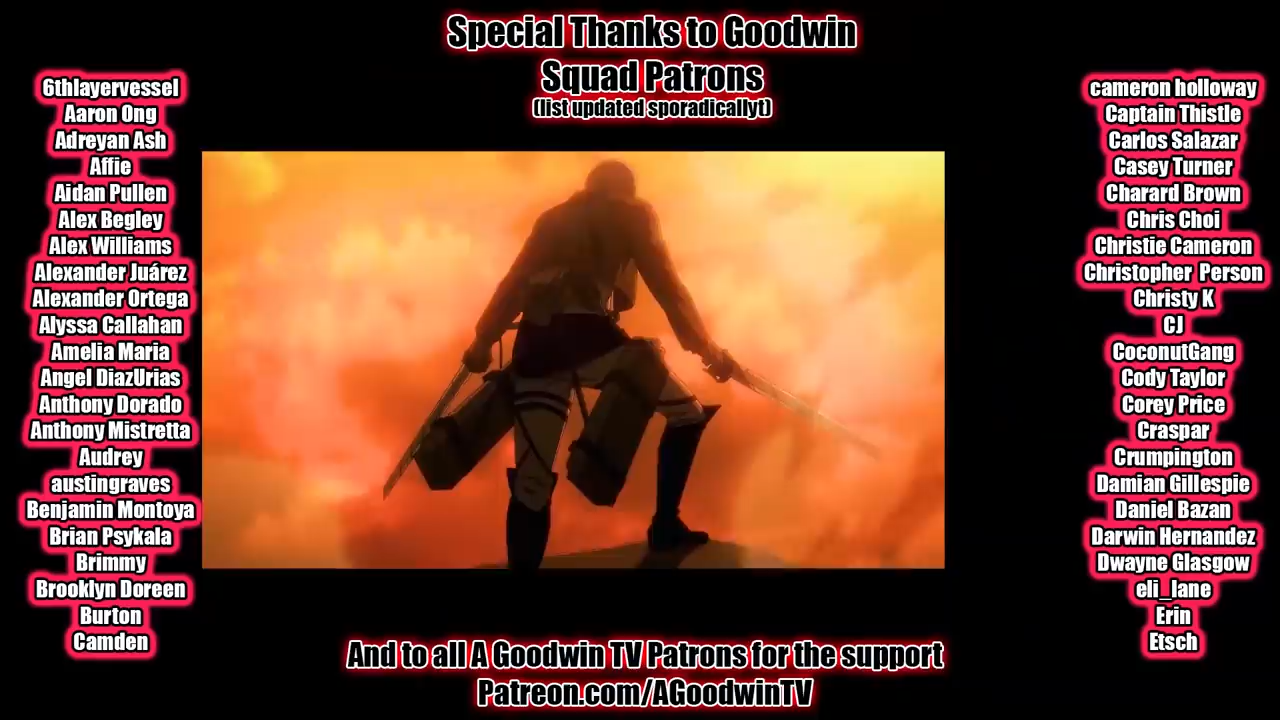 Special Thanks to Goodwin
Squad Patrons
(list updated sporadicallyt)
6thlayervessel
Aaron Ong
Adreyan Ash
Affie
Aidan Pullen
Alex Begley
Alex Williams
Alexander Juárez
Alexander Ortega
Alyssa Callahan
Amelia Maria
Angel DiazUrias
Anthony Dorado
Anthony Mistretta
Audrey
austingraves
Benjamin Montoya
Brian Psykala
Brimmy
Brooklyn Doreen
Burton
Camden
cameron holloway
Captain Thistle
Carlos Salazar
Casey Turner
Charard Brown
Chris Choi
Christie Cameron
Christopher Person
Christy K
CJ
CoconutGang
Cody Taylor
Corey Price
Craspar
Crumpington
Damian Gillespie
Daniel Bazan
Darwin Hernandez
Dwayne Glasgow
eli_lane
Erin
Etsch
And to all A Goodwin TV Patrons for the support
Patreon.com/AGoodwinTV